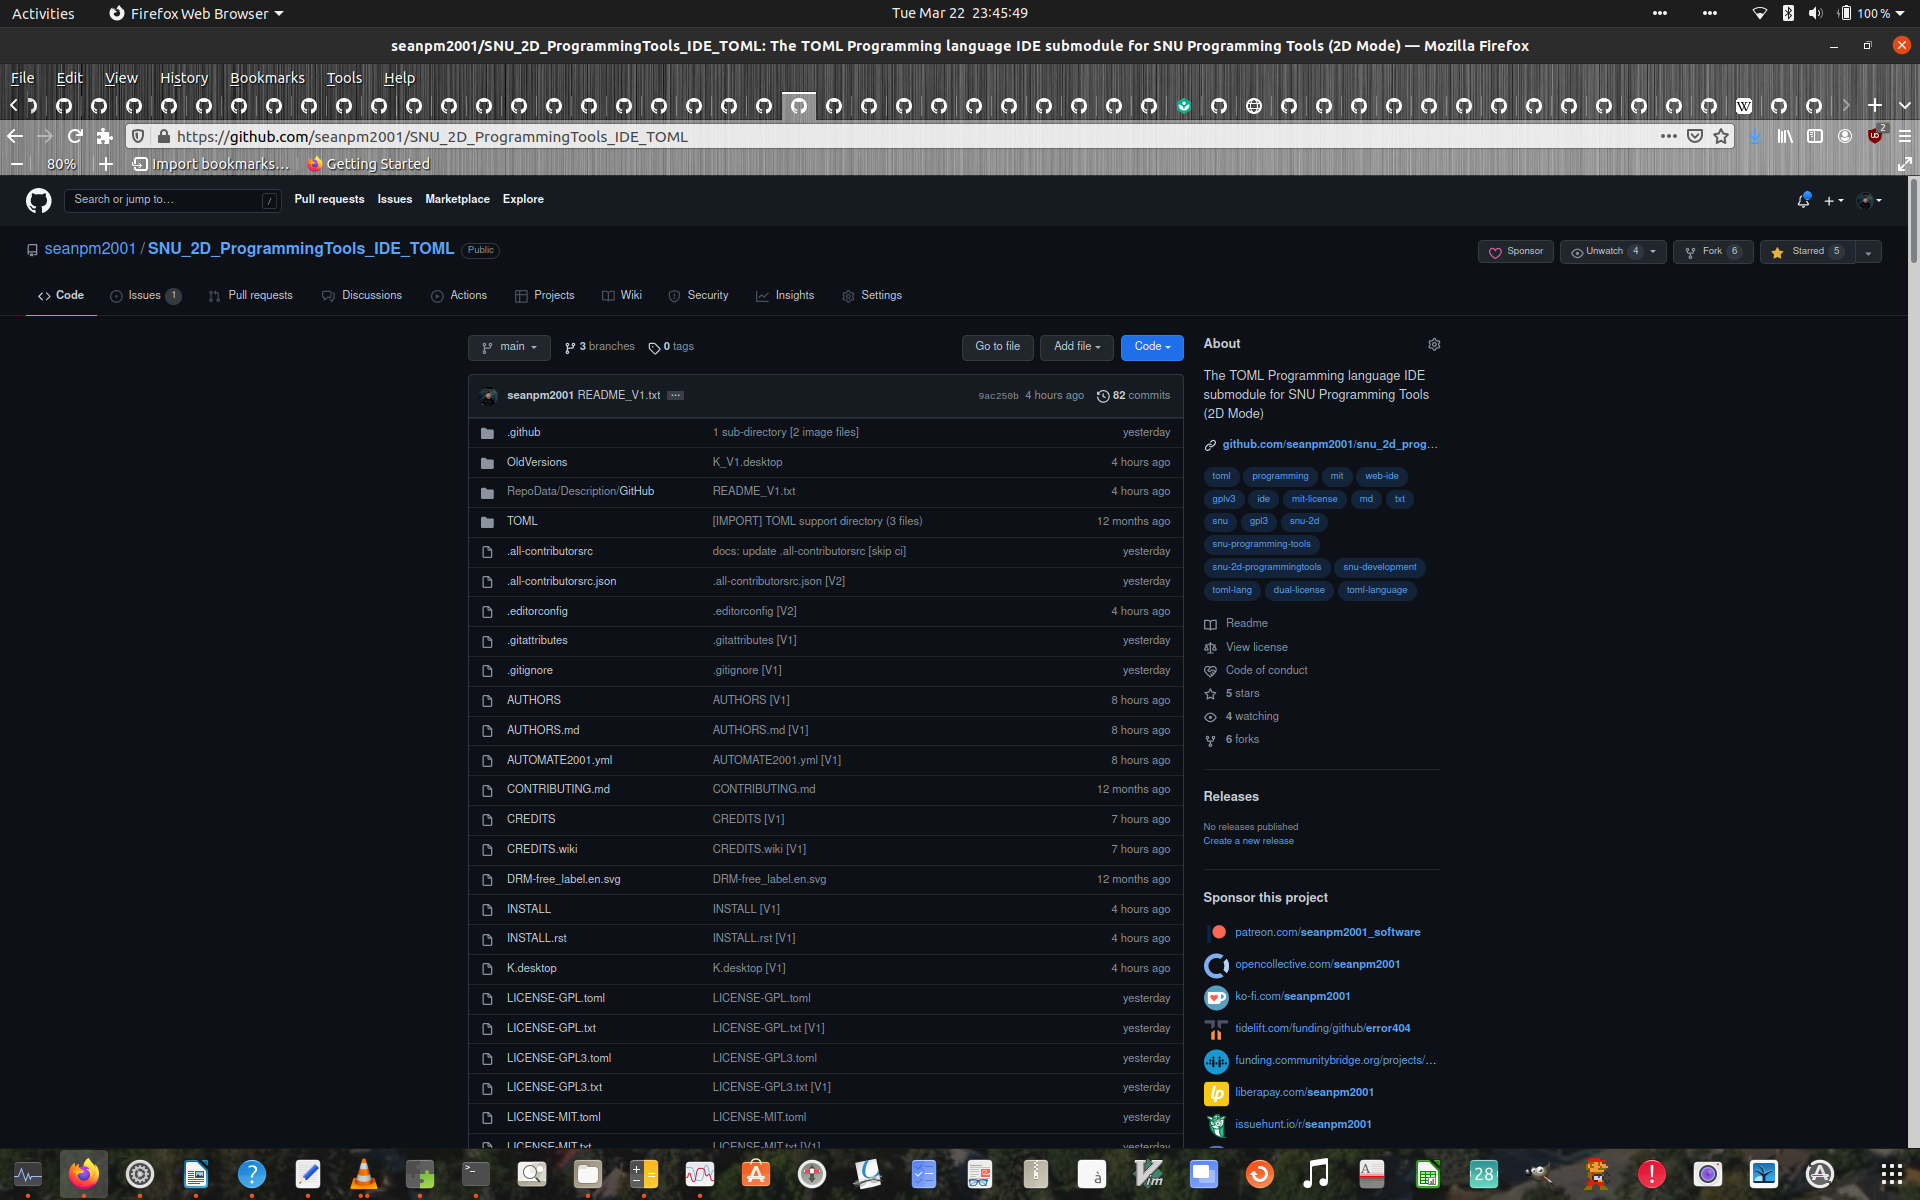 Activities Firefox Web Browser Tue Mar 22 23:45:49 100 %
seanpm2001/SNU_2D_ProgrammingTools_IDE_TOML: The TOML Programming language IDE submodule for SNU Programming Tools (2D Mode) — Mozilla Firefox
File Edit View History Bookmarks Tools Help
https://github.com/seanpm2001/SNU_2D_ProgrammingTools_IDE_TOML 2
80% Import bookmarks... Getting Started
Search or jump to... / Pull requests Issues Marketplace Explore
seanpm2001 / SNU_2D_ProgrammingTools_IDE_TOML Public Sponsor Unwatch 4 Fork 6 Starred 5
Code Issues 1 Pull requests Discussions Actions Projects Wiki Security Insights Settings
main 3 branches 0 tags Go to file Add file Code
seanpm2001 README_V1.txt ... 9ac250b 4 hours ago 82 commits
.github 1 sub-directory [2 image files] yesterday
OldVersions K_V1.desktop 4 hours ago
RepoData/Description/GitHub README_V1.txt 4 hours ago
TOML [IMPORT] TOML support directory (3 files) 12 months ago
.all-contributorsrc docs: update .all-contributorsrc [skip ci] yesterday
.all-contributorsrc.json .all-contributorsrc.json [V2] yesterday
.editorconfig .editorconfig [V2] 4 hours ago
.gitattributes .gitattributes [V1] yesterday
.gitignore .gitignore [V1] yesterday
AUTHORS AUTHORS [V1] 8 hours ago
AUTHORS.md AUTHORS.md [V1] 8 hours ago
AUTOMATE2001.yml AUTOMATE2001.yml [V1] 8 hours ago
CONTRIBUTING.md CONTRIBUTING.md 12 months ago
CREDITS CREDITS [V1] 7 hours ago
CREDITS.wiki CREDITS.wiki [V1] 7 hours ago
DRM-free_label.en.svg DRM-free_label.en.svg 12 months ago
INSTALL INSTALL [V1] 4 hours ago
INSTALL.rst INSTALL.rst [V1] 4 hours ago
K.desktop K.desktop [V1] 4 hours ago
LICENSE-GPL.toml LICENSE-GPL.toml yesterday
LICENSE-GPL.txt LICENSE-GPL.txt [V1] yesterday
LICENSE-GPL3.toml LICENSE-GPL3.toml yesterday
LICENSE-GPL3.txt LICENSE-GPL3.txt [V1] yesterday
LICENSE-MIT.toml LICENSE-MIT.toml yesterday
LICENSE-MIT.txt LICENSE-MIT.txt [V1] yesterday
About
The TOML Programming language IDE
submodule for SNU Programming Tools
(2D Mode)
github.com/seanpm2001/snu_2d_prog...
toml programming mit web-ide
gplv3 ide mit-license md txt
snu gpl3 snu-2d
snu-programming-tools
snu-2d-programmingtools snu-development
toml-lang dual-license toml-language
Readme
View license
Code of conduct
5 stars
4 watching
6 forks
Releases
No releases published
Create a new release
Sponsor this project
patreon.com/seanpm2001_software
opencollective.com/seanpm2001
ko-fi.com/seanpm2001
tidelift.com/funding/github/error404
funding.communitybridge.org/projects/...
liberapay.com/seanpm2001
issuehunt.io/r/seanpm2001
28